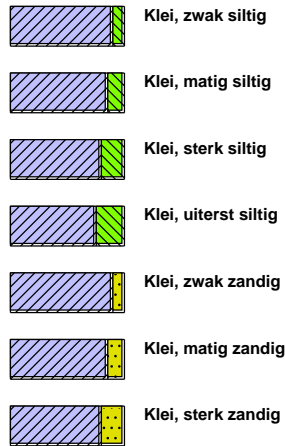 Klei, zwak siltig
Klei, matig siltig
Klei, sterk siltig
Klei, uiterst siltig
Klei, zwak zandig
Klei, matig zandig
Klei, sterk zandig